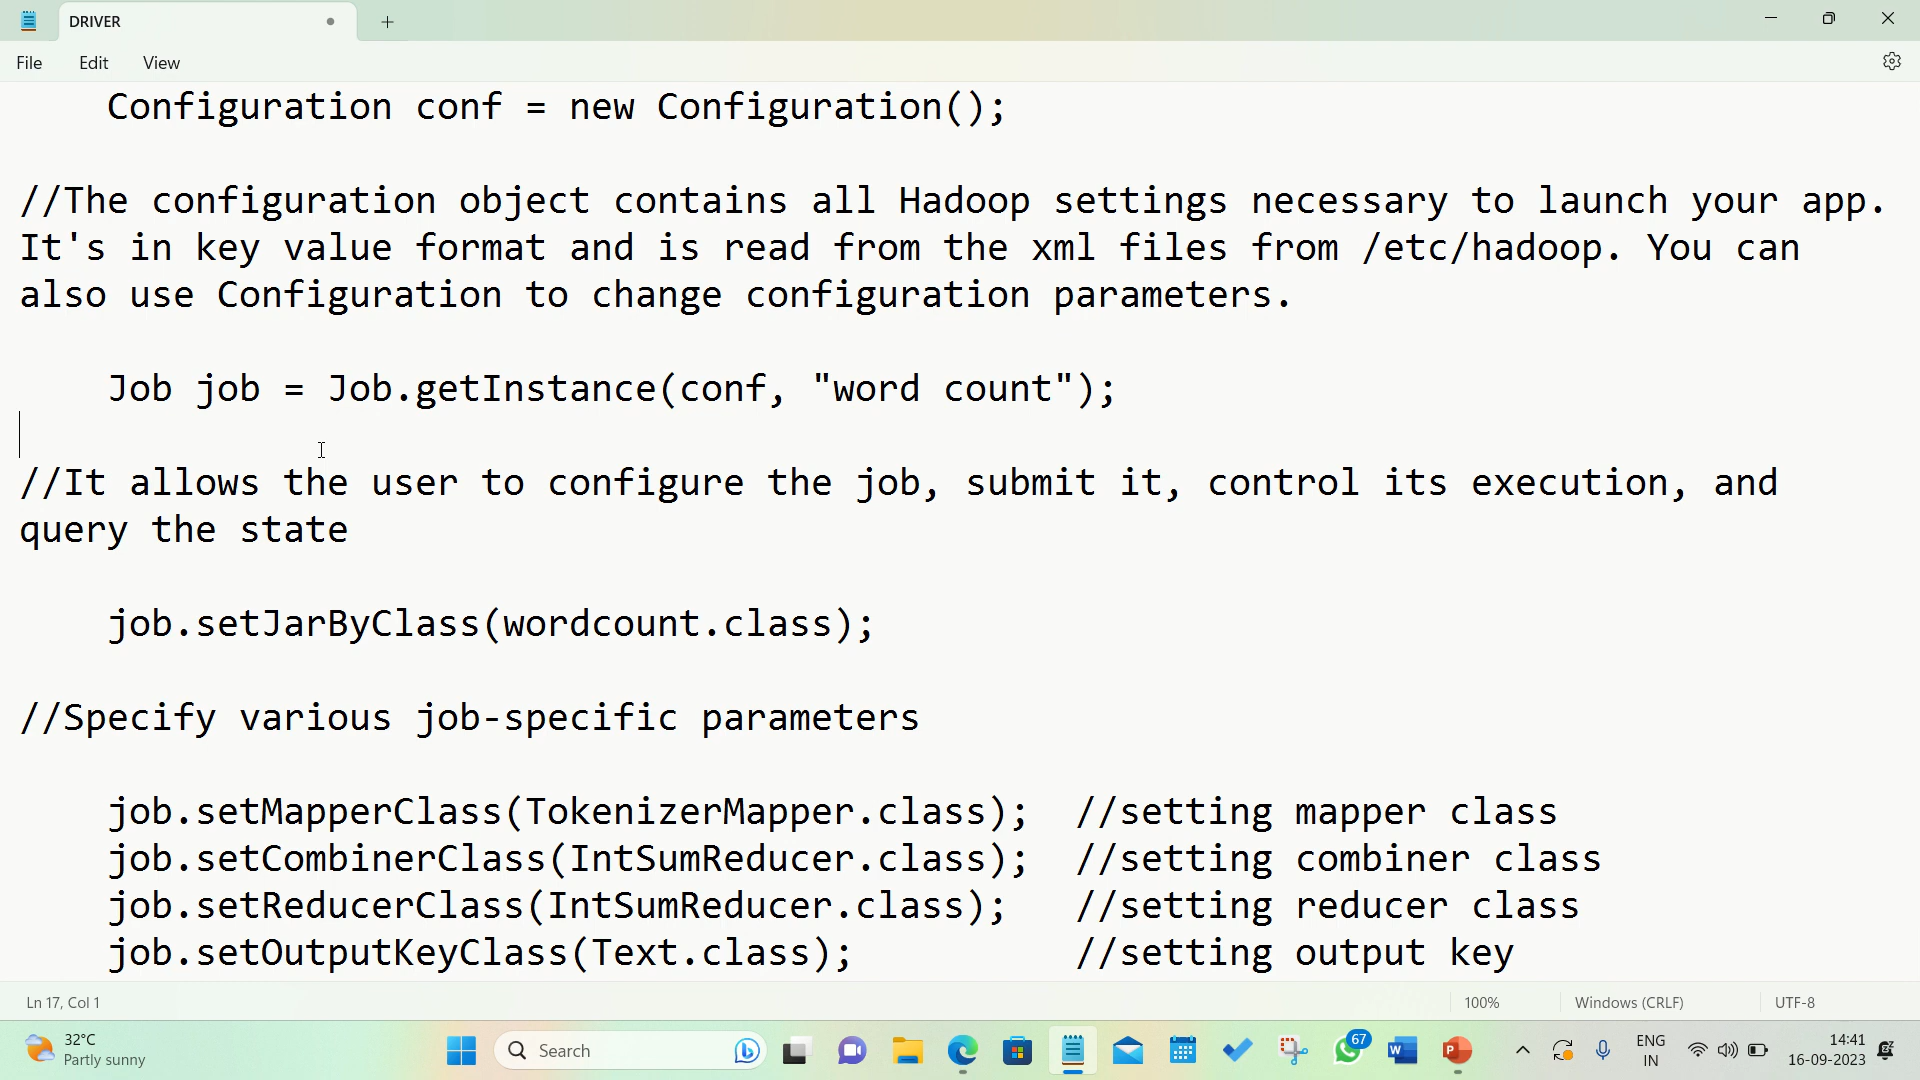 DRIVER
File Edit View
Configuration conf = new Configuration();
//The configuration object contains all Hadoop settings necessary to launch your app.
It's in key value format and is read from the xml files from /etc/hadoop. You can
also use Configuration to change configuration parameters.
Job job = Job.getInstance(conf, "word count");
//It allows the user to configure the job, submit it, control its execution, and
query the state
job.setJarByClass(wordcount.class);
//Specify various job-specific parameters
job.setMapperClass(TokenizerMapper.class); //setting mapper class
job.setCombinerClass(IntSumReducer.class); //setting combiner class
job.setReducerClass(IntSumReducer.class); //setting reducer class
job.setOutputKeyClass(Text.class); //setting output key
Ln 17, Col 1 100% Windows (CRLF) UTF-8
32°C
Partly sunny
Search
67
ENG
IN
14:41
16-09-2023